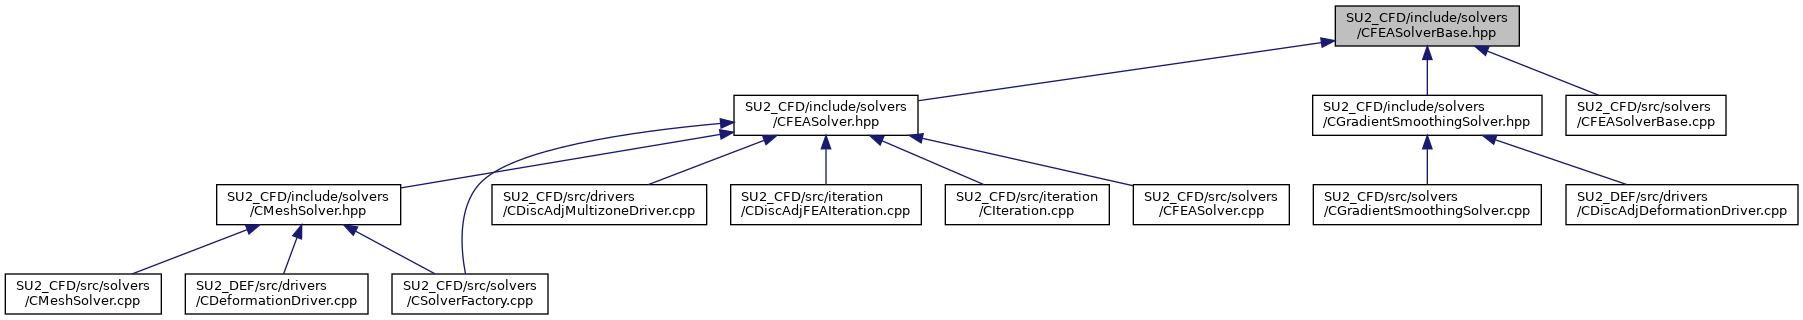 SU2_CFD/include/solvers
/CFEASolverBase.hpp
SU2_CFD/include/solvers
/CFEASolver.hpp
SU2_CFD/include/solvers
/CGradientSmoothingSolver.hpp
SU2_CFD/src/solvers
/CFEASolverBase.cpp
SU2_CFD/include/solvers
/CMeshSolver.hpp
SU2_CFD/src/drivers
/CDiscAdjMultizoneDriver.cpp
SU2_CFD/src/iteration
/CDiscAdjFEAIteration.cpp
SU2_CFD/src/iteration
/CIteration.cpp
SU2_CFD/src/solvers
/CFEASolver.cpp
SU2_CFD/src/solvers
/CGradientSmoothingSolver.cpp
SU2_DEF/src/drivers
/CDiscAdjDeformationDriver.cpp
SU2_CFD/src/solvers
/CMeshSolver.cpp
SU2_DEF/src/drivers
/CDeformationDriver.cpp
SU2_CFD/src/solvers
/CSolverFactory.cpp